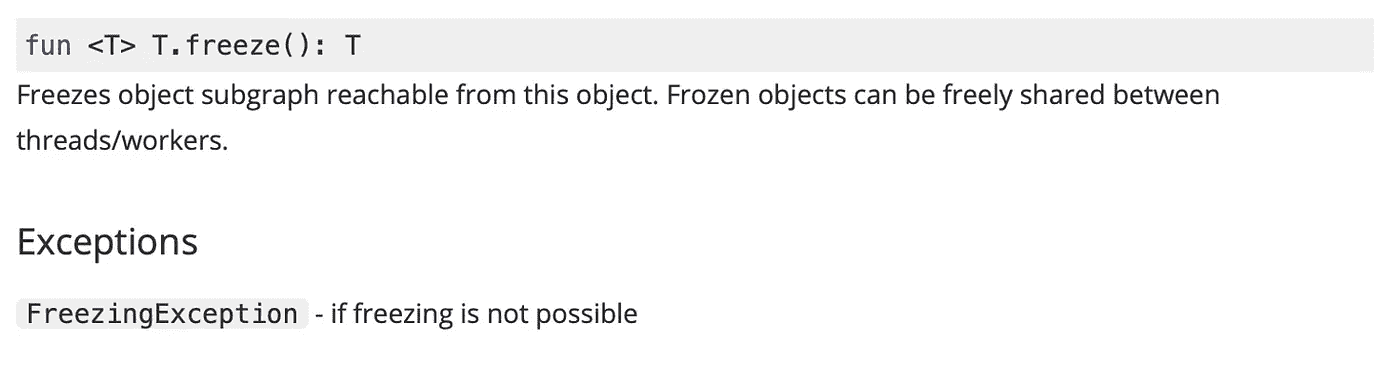 fun <T> T.freeze(): T
Freezes object subgraph reachable from this object. Frozen objects can be freely shared between
threads/workers.
Exceptions
FreezingException - if freezing is not possible